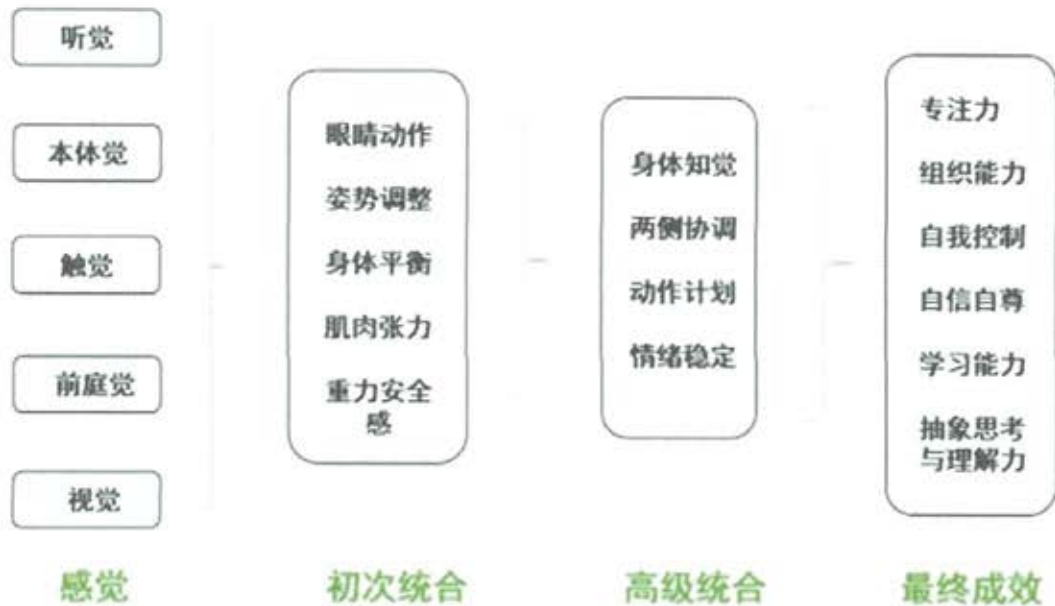 听觉
本体觉
触觉
前庭觉
视觉
感觉
眼睛动作
姿势调整
身体平衡
肌肉张力
重力安全
感
初次统合
身体知觉
两侧协调
动作计划
情绪稳定
高级统合
专注力
组织能力
自我控制
自信自尊
学习能力
抽象思考
与理解力
最终成效